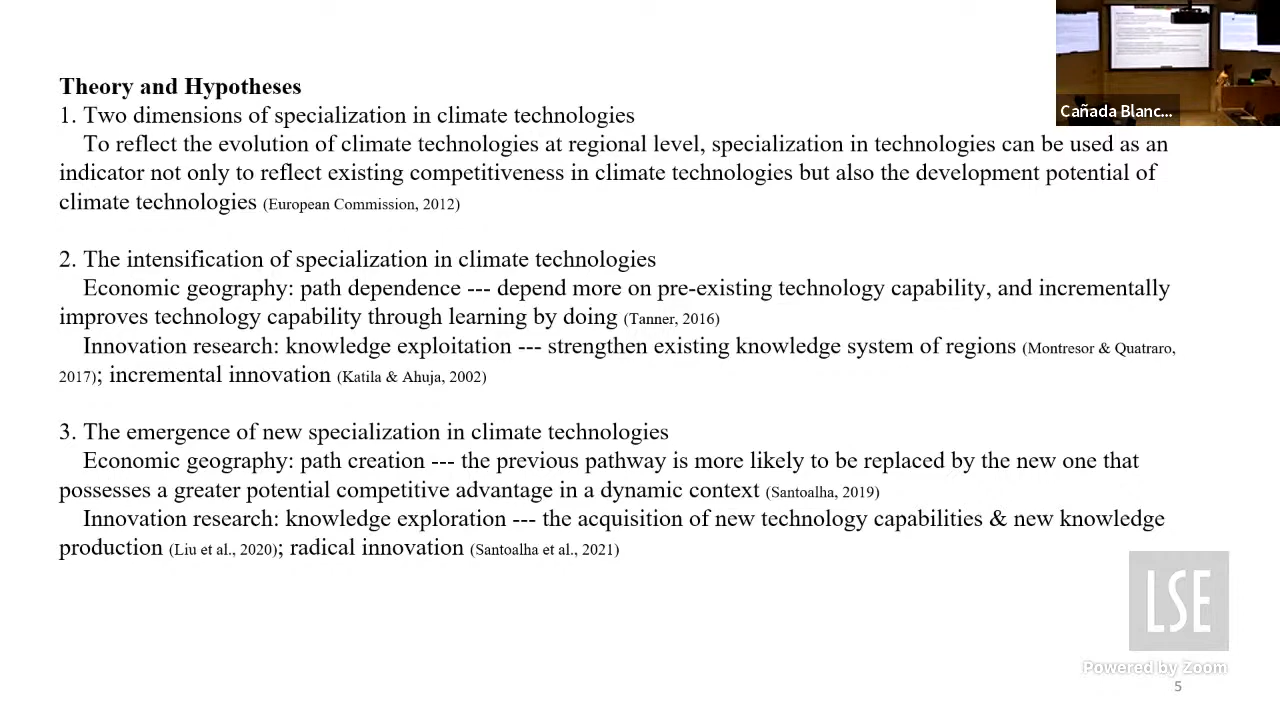 Theory and Hypotheses
1. Two dimensions of specialization in climate technologies
To reflect the evolution of climate technologies at regional level, specialization in technologies can be used as an
indicator not only to reflect existing competitiveness in climate technologies but also the development potential of
climate technologies (European Commission, 2012)
2. The intensification of specialization in climate technologies
Economic geography: path dependence --- depend more on pre-existing technology capability, and incrementally
improves technology capability through learning by doing (Tanner, 2016)
Innovation research: knowledge exploitation --- strengthen existing knowledge system of regions (Montresor & Quatraro,
2017); incremental innovation (Katila & Ahuja, 2002)
3. The emergence of new specialization in climate technologies
Economic geography: path creation --- the previous pathway is more likely to be replaced by the new one that
possesses a greater potential competitive advantage in a dynamic context (Santoalha, 2019)
Innovation research: knowledge exploration --- the acquisition of new technology capabilities & new knowledge
production (Liu et al., 2020); radical innovation (Santoalha et al., 2021)
Cañada Blanc...
LSE
Powered by Zoom
5